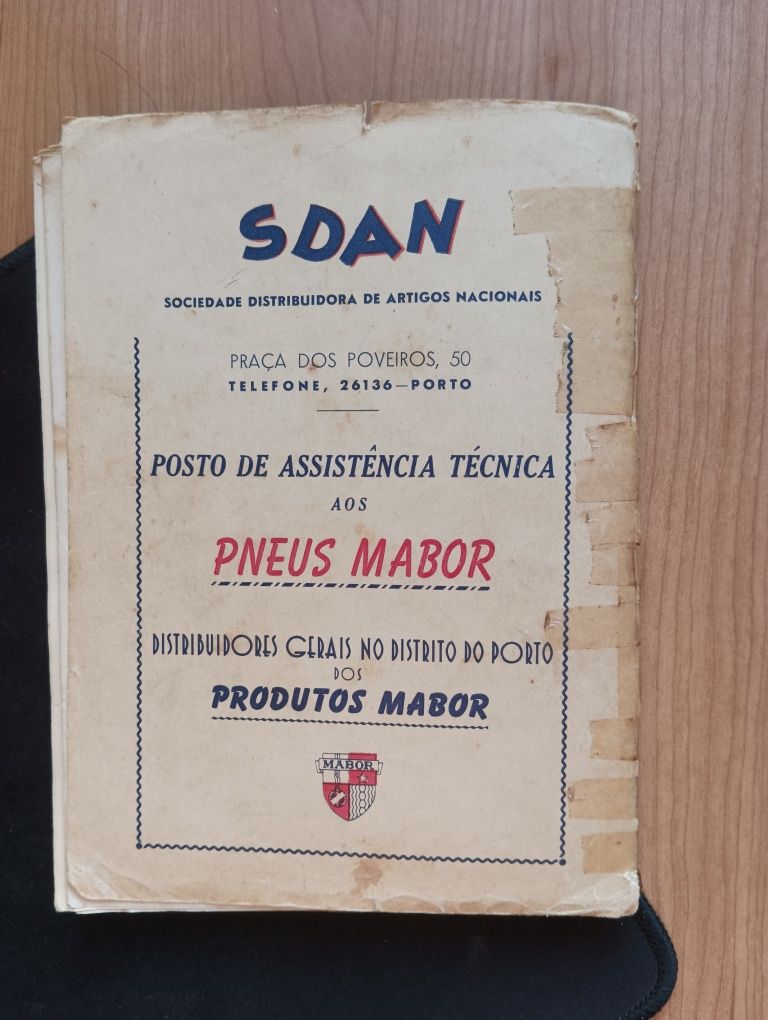 SDAN
SOCIEDADE DISTRIBUIDORA DE ARTIGOS NACIONAIS
PRAÇA DOS POVEIROS, 50
TELEFONE, 26136—PORTO
POSTO DE ASSISTÊNCIA TÉCNICA
AOS
PNEUS MABOR
DISTRIBUIDORES GERAIS NO DISTRITO DO PORTO
DOS
PRODUTOS MABOR
MABOR